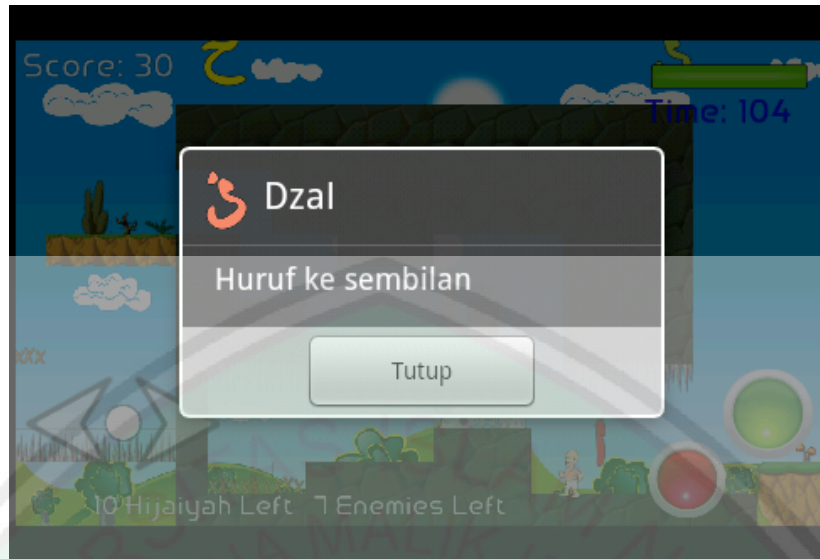 Score: 30
ح
Time: 104
ذ Dzal
Huruf ke sembilan
Tutup
10 Hijaiyah Left 7 Enemies Left